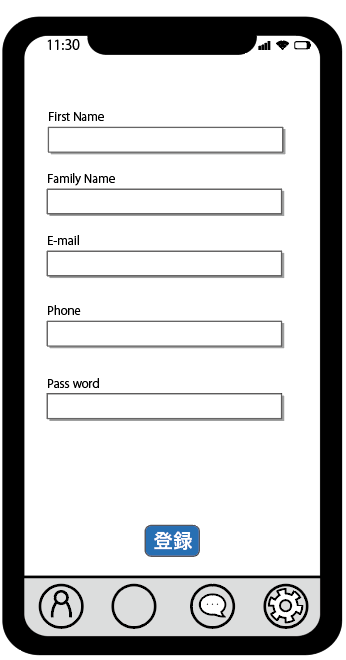 11:30
First Name
Family Name
E-mail
Phone
Pass word
登録